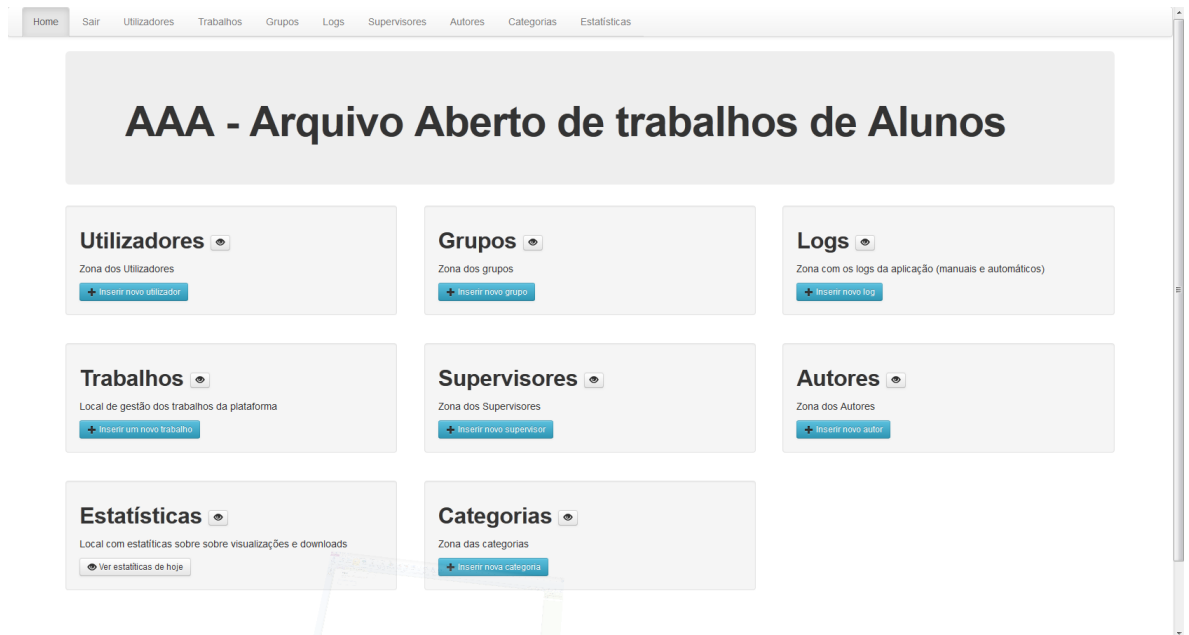 Home Sair Utilizadores Trabalhos Grupos Logs Supervisores Autores Categorias Estatísticas
AAA - Arquivo Aberto de trabalhos de Alunos
Utilizadores
Zona dos Utilizadores
Inserir novo utilizador
Grupos
Zona dos grupos
Inserir novo grupo
Logs
Zona com os logs da aplicação (manuais e automáticos)
Inserir novo log
Trabalhos
Local de gestão dos trabalhos da plataforma
Inserir um novo trabalho
Supervisores
Zona dos Supervisores
Inserir novo supervisor
Autores
Zona dos Autores
Inserir novo autor
Estatísticas
Local com estatíticas sobre sobre visualizações e downloads
Ver estatíticas de hoje
Categorias
Zona das categorias
Inserir nova categoria